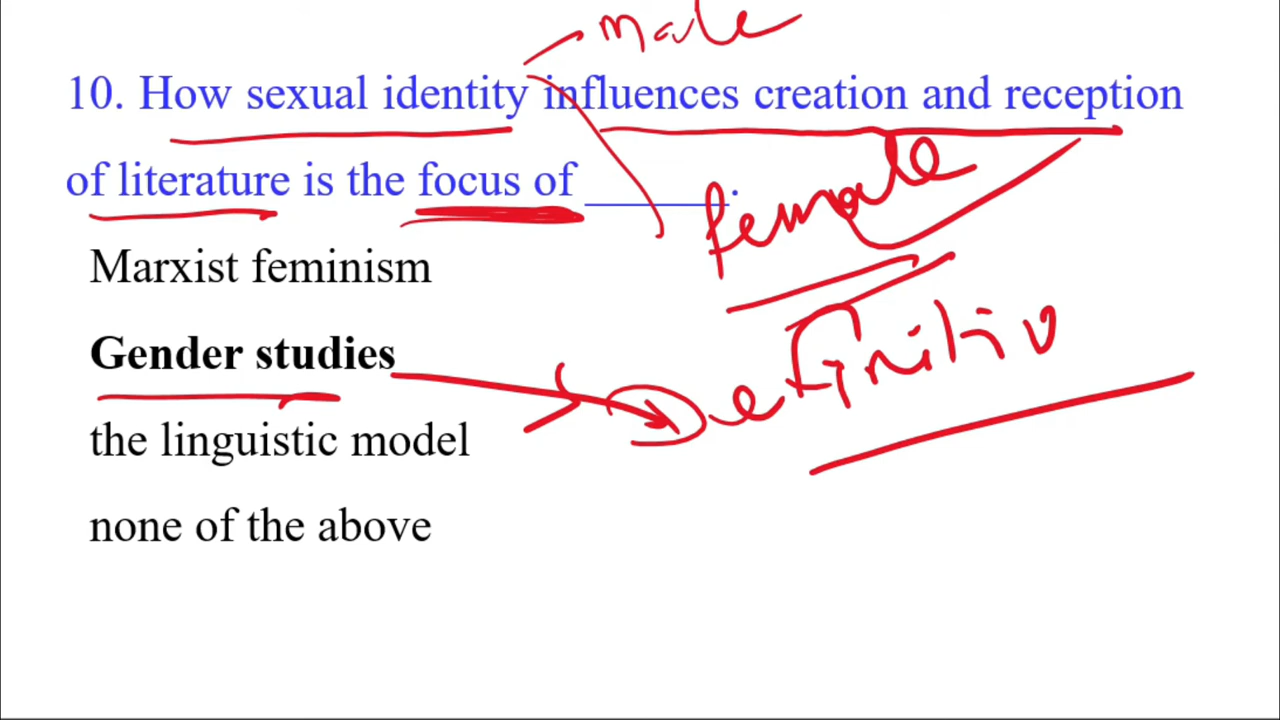 male
10. How sexual identity influences creation and reception
of literature is the focus of ______.
female
Marxist feminism
Gender studies
Definitio
the linguistic model
none of the above